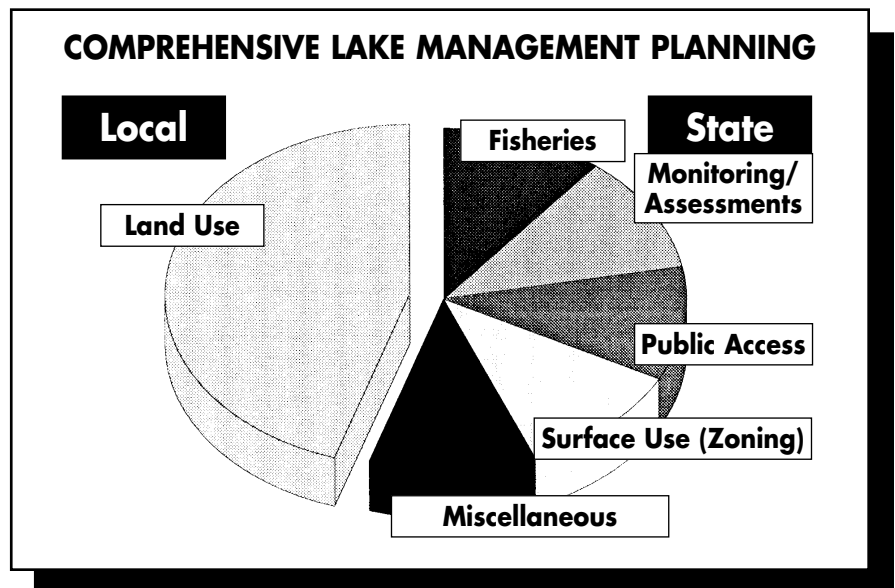 COMPREHENSIVE LAKE MANAGEMENT PLANNING
Local
State
Fisheries
Monitoring/
Assessments
Land Use
Public Access
Surface Use (Zoning)
Miscellaneous